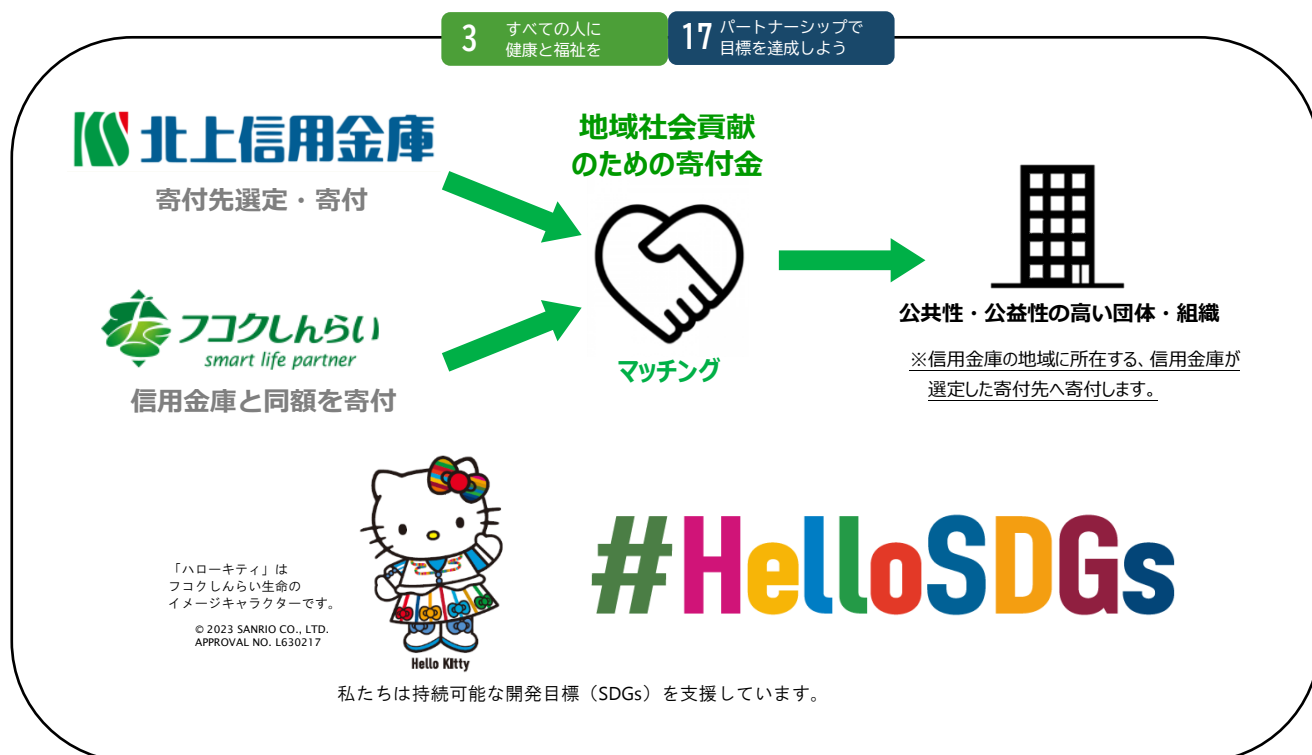 3
すべての人に
健康と福祉を
17
パートナーシップで
目標を達成しよう
北上信用金庫
寄付先選定・寄付
地域社会貢献
のための寄付金
フコクしんらい
smart life partner
信用金庫と同額を寄付
マッチング
公共性・公益性の高い団体・組織
※信用金庫の地域に所在する、信用金庫が
選定した寄付先へ寄付します。
「ハローキティ」は
フコクしんらい生命の
イメージキャラクターです。
© 2023 SANRIO CO., LTD.
APPROVAL NO. L630217
Hello Kitty
#HelloSDGs
私たちは持続可能な開発目標（SDGs）を支援しています。